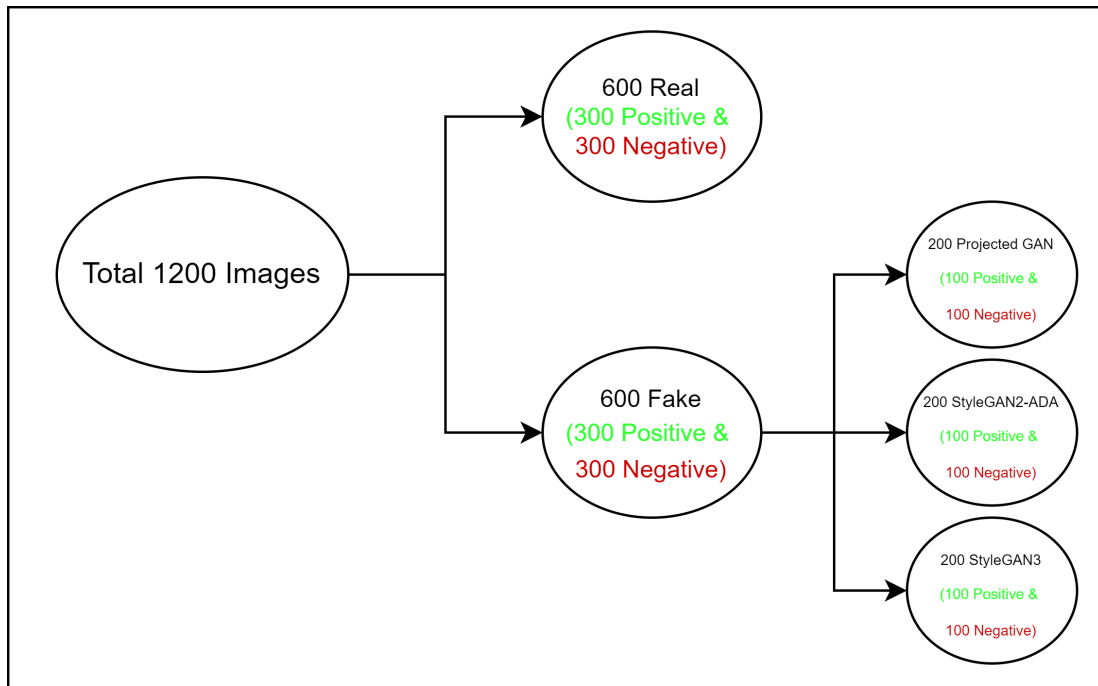 Total 1200 Images
600 Real
(300 Positive &
300 Negative)
600 Fake
(300 Positive &
300 Negative)
200 Projected GAN
(100 Positive &
100 Negative)
200 StyleGAN2-ADA
(100 Positive &
100 Negative)
200 StyleGAN3
(100 Positive &
100 Negative)